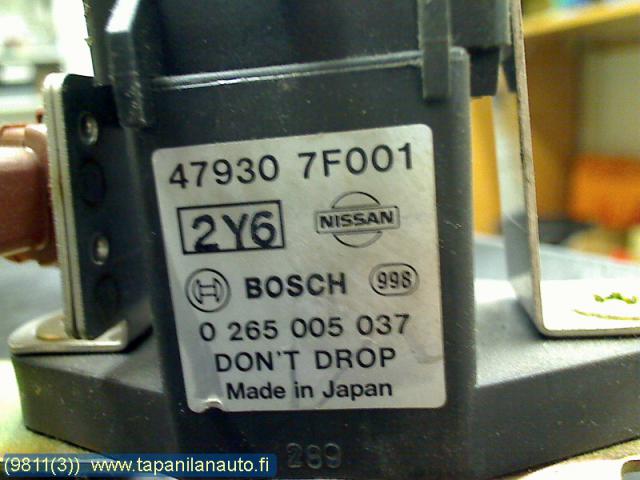 47930 7F001
2Y6 NISSAN
BOSCH 998
0 265 005 037
DON'T DROP
Made in Japan
289
(9811(3)) www.tapanilanauto.fi